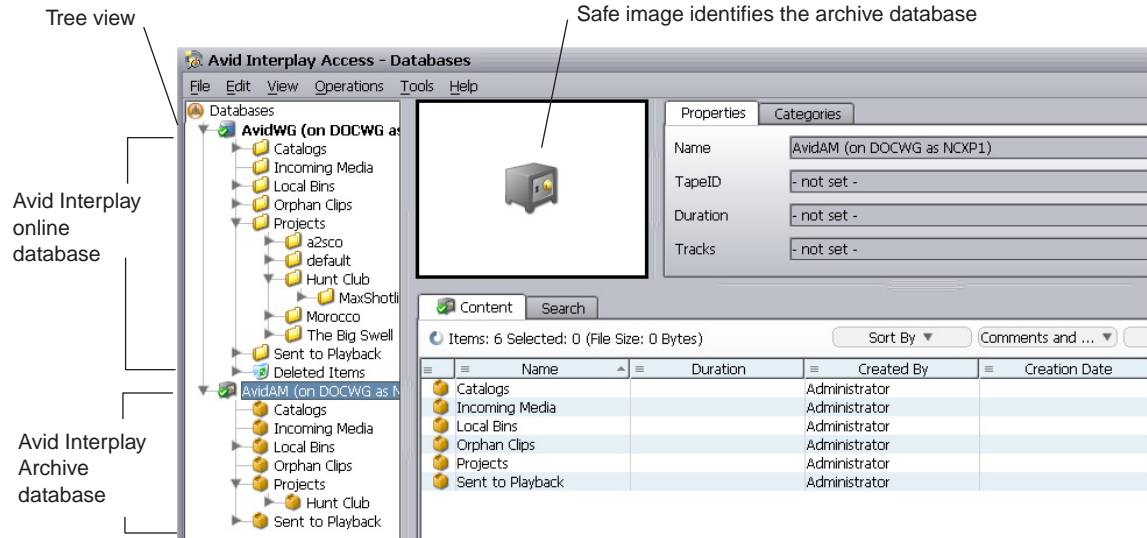 Tree view
Safe image identifies the archive database
Avid Interplay Access - Databases
File Edit View Operations Tools Help
Databases
AvidWG (on DOCWG as
Catalogs
Incoming Media
Local Bins
Orphan Clips
Projects
a2sco
default
Hunt Club
MaxShotli
Morocco
The Big Swell
Sent to Playback
Deleted Items
AvidAM (on DOCWG as N
Catalogs
Incoming Media
Local Bins
Orphan Clips
Projects
Hunt Club
Sent to Playback
Avid Interplay
online
database
Avid Interplay
Archive
database
Properties Categories
Name AvidAM (on DOCWG as NCXP1)
TapeID - not set -
Duration - not set -
Tracks - not set -
Content Search
Items: 6 Selected: 0 (File Size: 0 Bytes) Sort By Comments and ...
Name Duration Created By Creation Date
Catalogs Administrator
Incoming Media Administrator
Local Bins Administrator
Orphan Clips Administrator
Projects Administrator
Sent to Playback Administrator